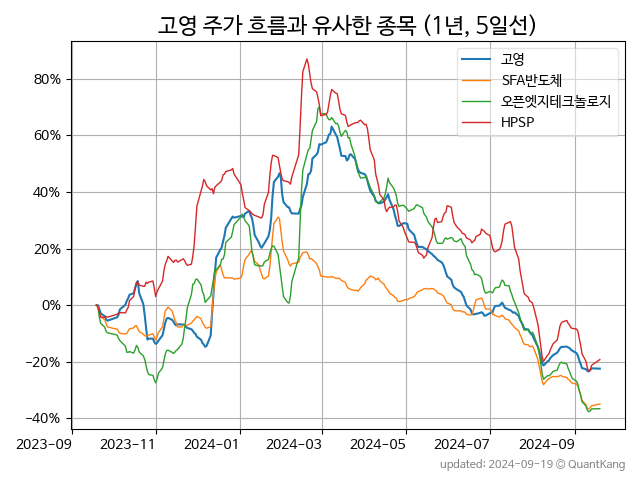 고영 주가 흐름과 유사한 종목 (1년, 5일선)
고영
SFA반도체
오픈엣지테크놀로지
HPSP
80%
60%
40%
20%
0%
−20%
−40%
2023-09
2023-11
2024-01
2024-03
2024-05
2024-07
2024-09
updated: 2024-09-19 @ QuantKang